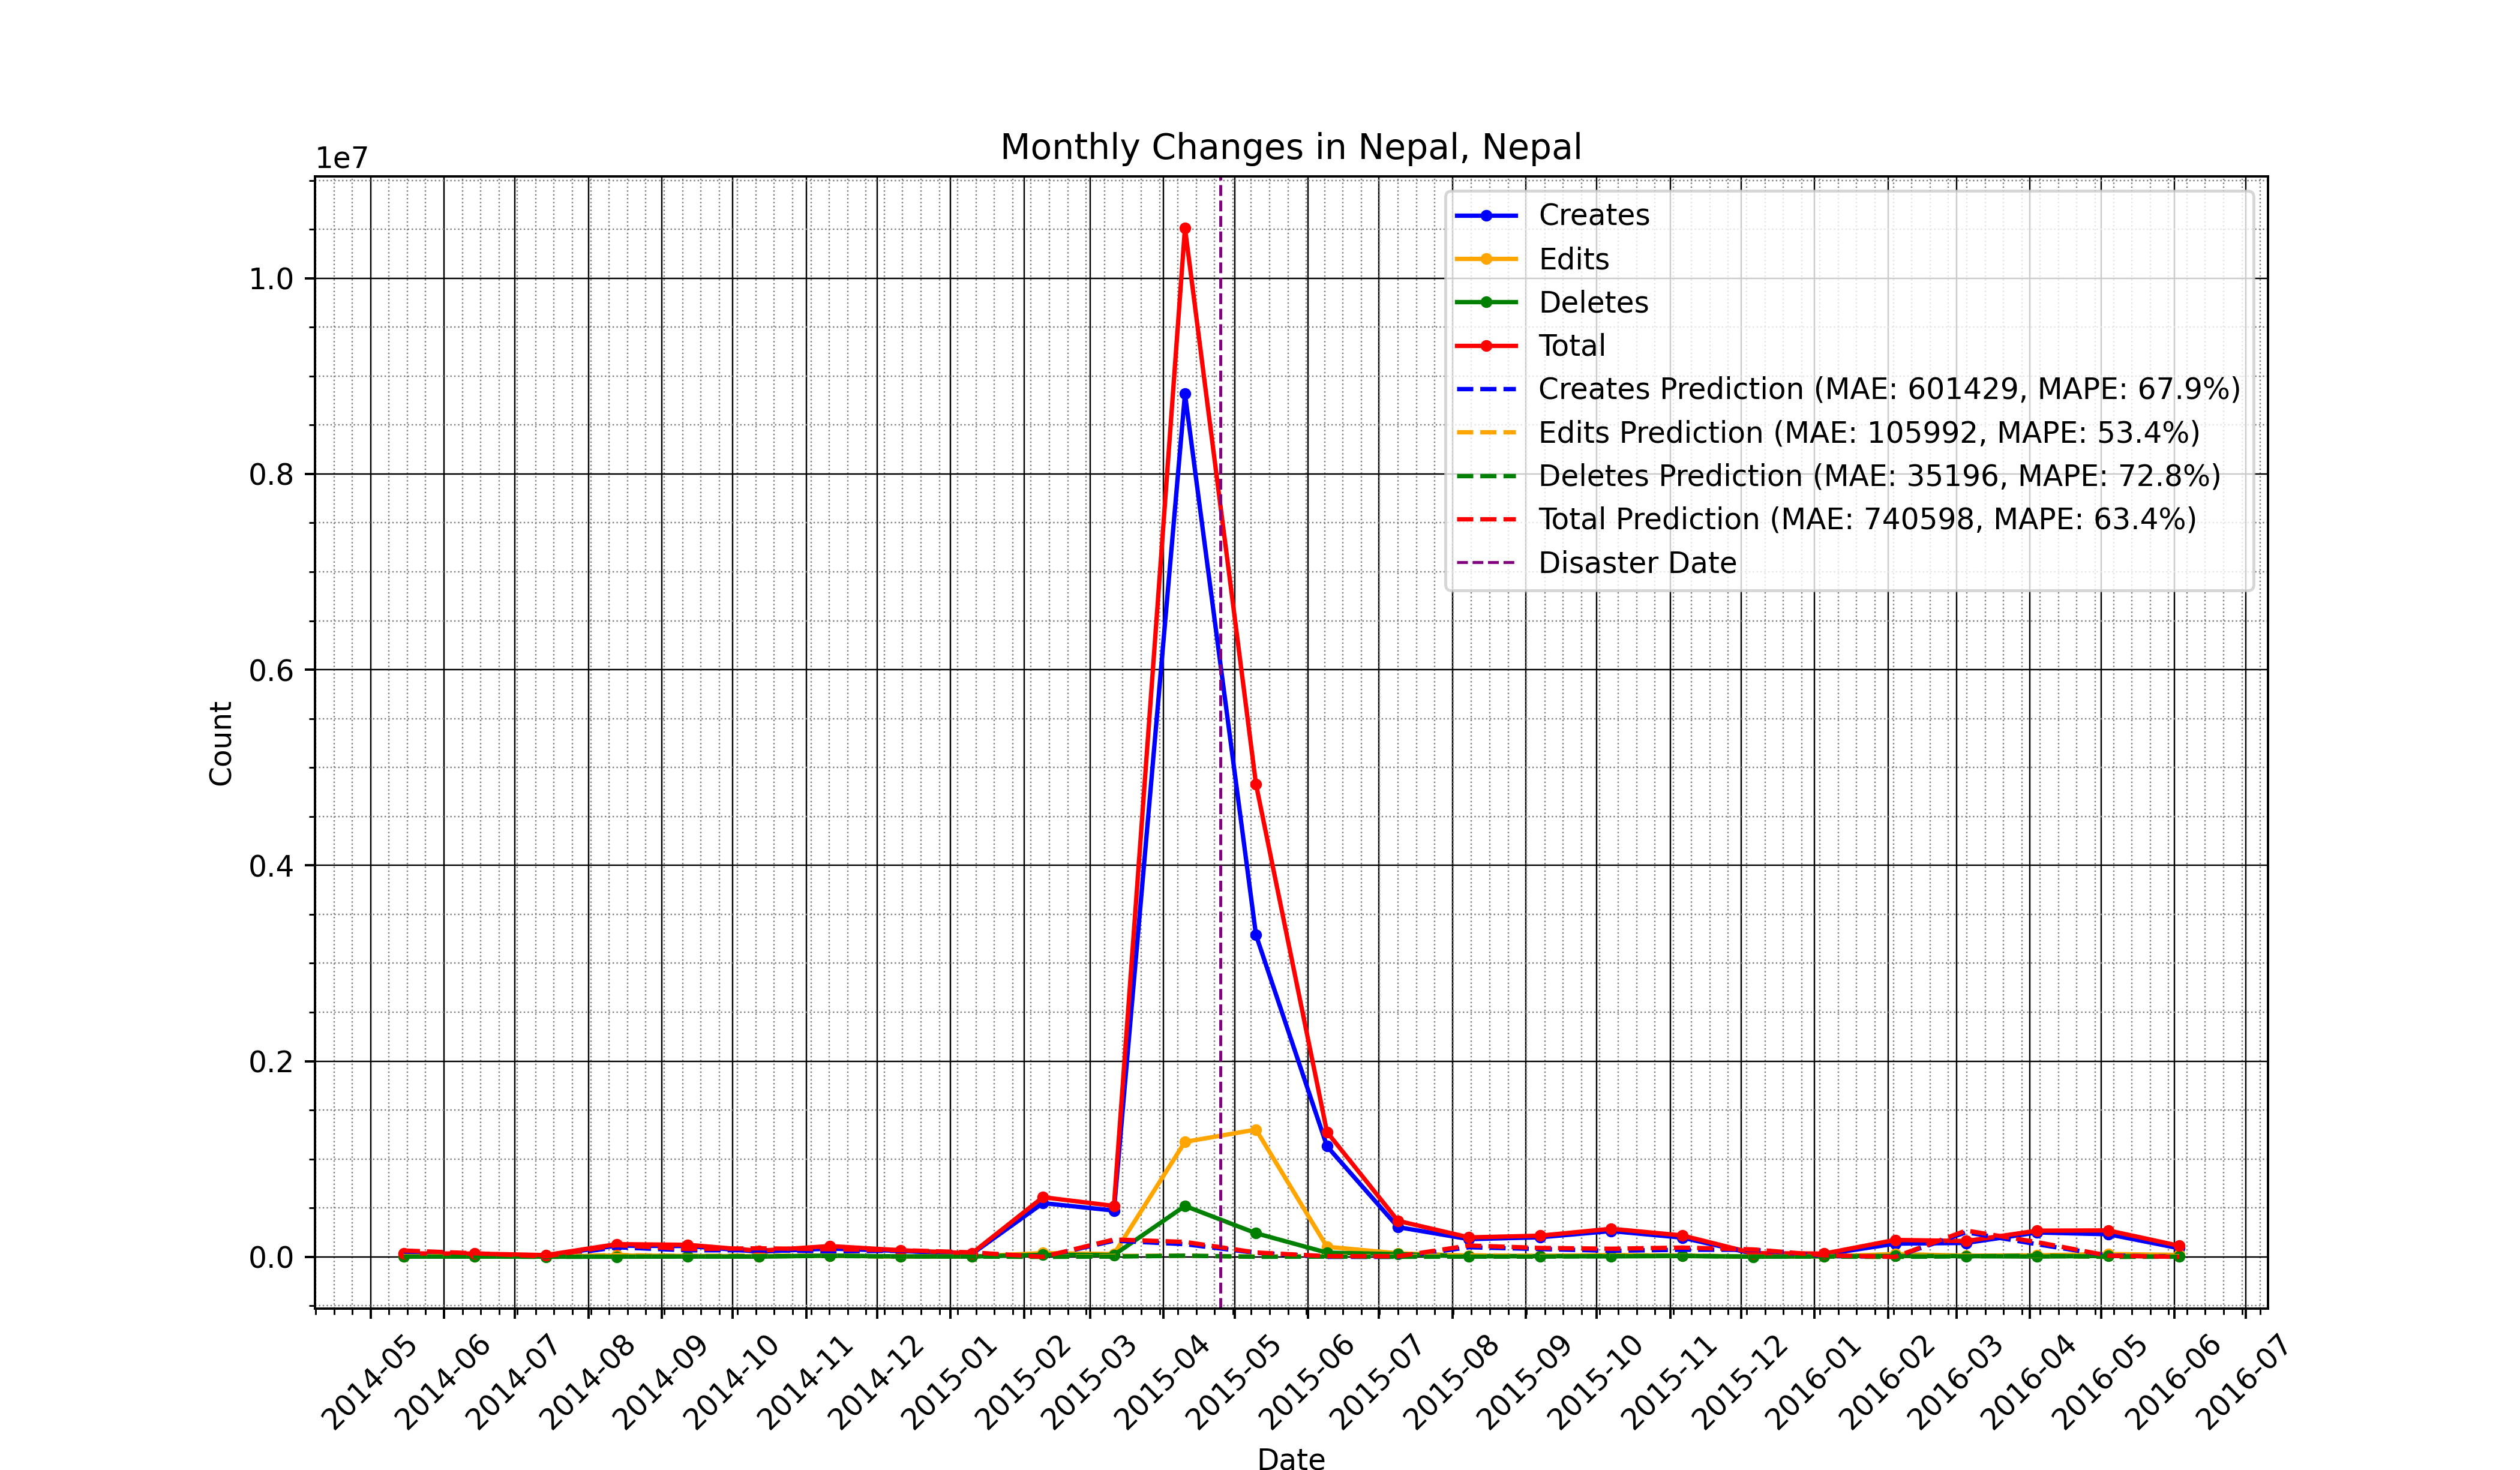 Monthly Changes in Nepal, Nepal
1e7
1.0
0.8
0.6
0.4
0.2
0.0
Count
Creates
Edits
Deletes
Total
Creates Prediction (MAE: 601429, MAPE: 67.9%)
Edits Prediction (MAE: 105992, MAPE: 53.4%)
Deletes Prediction (MAE: 35196, MAPE: 72.8%)
Total Prediction (MAE: 740598, MAPE: 63.4%)
Disaster Date
2014-05
2014-06
2014-07
2014-08
2014-09
2014-10
2014-11
2014-12
2015-01
2015-02
2015-03
2015-04
2015-05
2015-06
2015-07
2015-08
2015-09
2015-10
2015-11
2015-12
2016-01
2016-02
2016-03
2016-04
2016-05
2016-06
2016-07
Date